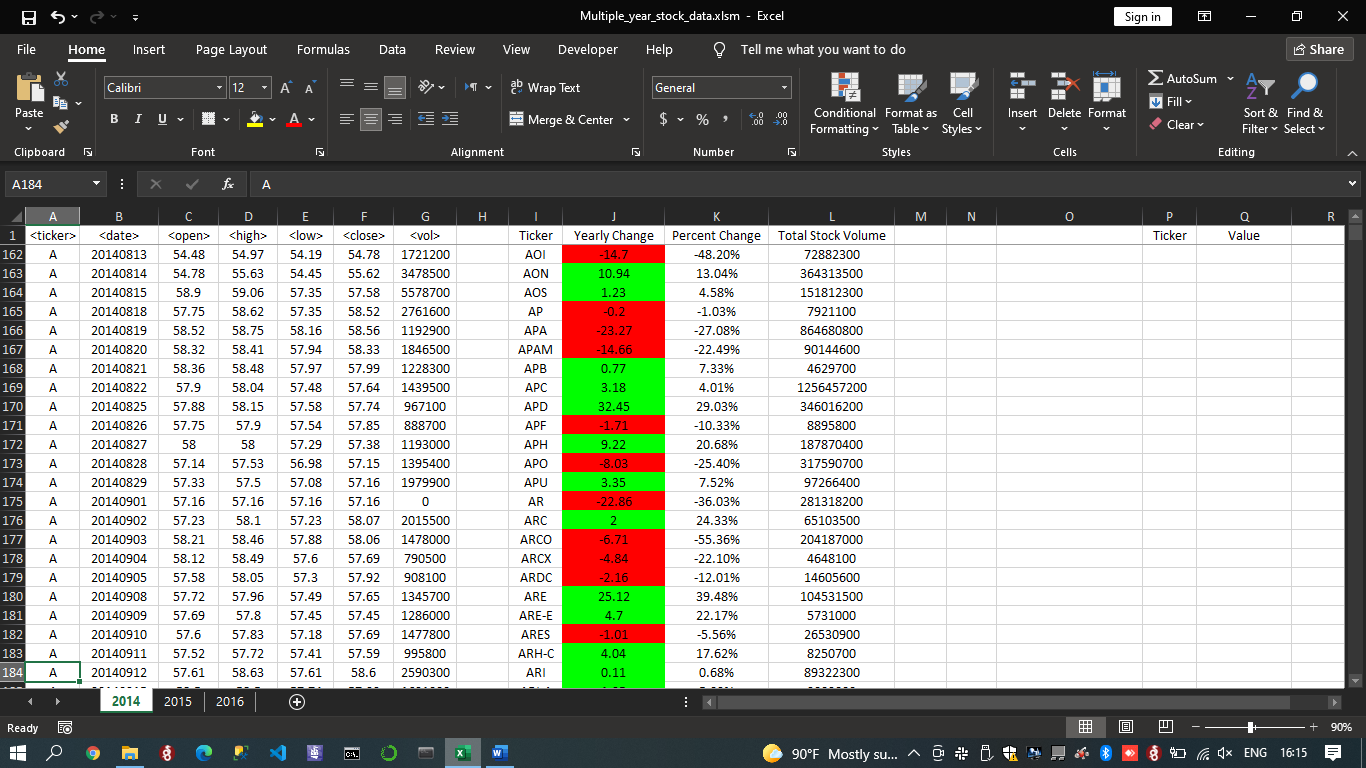 Multiple_year_stock_data.xlsm - Excel
Sign in
File Home Insert Page Layout Formulas Data Review View Developer Help Tell me what you want to do Share
Paste
Calibri 12
B I U
Wrap Text
Merge & Center
General
$ %
Conditional Formatting
Format as Table
Cell Styles
Insert Delete Format
AutoSum
Fill
Clear
Sort & Filter
Find & Select
Clipboard Font Alignment Number Styles Cells Editing
A184 fx A
A B C D E F G H I J K L M N O P Q R
1 <ticker> <date> <open> <high> <low> <close> <vol> Ticker Yearly Change Percent Change Total Stock Volume Ticker Value
162 A 20140813 54.48 54.97 54.19 54.78 1721200 AOI -14.7 -48.20% 72882300
163 A 20140814 54.78 55.63 54.45 55.62 3478500 AON 10.94 13.04% 364313500
164 A 20140815 58.9 59.06 57.35 57.58 5578700 AOS 1.23 4.58% 151812300
165 A 20140818 57.75 58.62 57.35 58.52 2761600 AP -0.2 -1.03% 7921100
166 A 20140819 58.52 58.75 58.16 58.56 1192900 APA -23.27 -27.08% 864680800
167 A 20140820 58.32 58.41 57.94 58.33 1846500 APAM -14.66 -22.49% 90144600
168 A 20140821 58.36 58.48 57.97 57.99 1228300 APB 0.77 7.33% 4629700
169 A 20140822 57.9 58.04 57.48 57.64 1439500 APC 3.18 4.01% 1256457200
170 A 20140825 57.88 58.15 57.58 57.74 967100 APD 32.45 29.03% 346016200
171 A 20140826 57.75 57.9 57.54 57.85 888700 APF -1.71 -10.33% 8895800
172 A 20140827 58 58 57.29 57.38 1193000 APH 9.22 20.68% 187870400
173 A 20140828 57.14 57.53 56.98 57.15 1395400 APO -8.03 -25.40% 317590700
174 A 20140829 57.33 57.5 57.08 57.16 1979900 APU 3.35 7.52% 97266400
175 A 20140901 57.16 57.16 57.16 57.16 0 AR -22.86 -36.03% 281318200
176 A 20140902 57.23 58.1 57.23 58.07 2015500 ARC 2 24.33% 65103500
177 A 20140903 58.21 58.46 57.88 58.06 1478000 ARCO -6.71 -55.36% 204187000
178 A 20140904 58.12 58.49 57.6 57.69 790500 ARCX -4.84 -22.10% 4648100
179 A 20140905 57.58 58.05 57.3 57.92 908100 ARDC -2.16 -12.01% 14605600
180 A 20140908 57.72 57.96 57.49 57.65 1345700 ARE 25.12 39.48% 104531500
181 A 20140909 57.69 57.8 57.45 57.45 1286000 ARE-E 4.7 22.17% 5731000
182 A 20140910 57.6 57.83 57.18 57.69 1477800 ARES -1.01 -5.56% 26530900
183 A 20140911 57.52 57.72 57.41 57.59 995800 ARH-C 4.04 17.62% 8250700
184 A 20140912 57.61 58.63 57.61 58.6 2590300 ARI 0.11 0.68% 89322300
2014 2015 2016
Ready 90%
90°F Mostly su... ENG 16:15